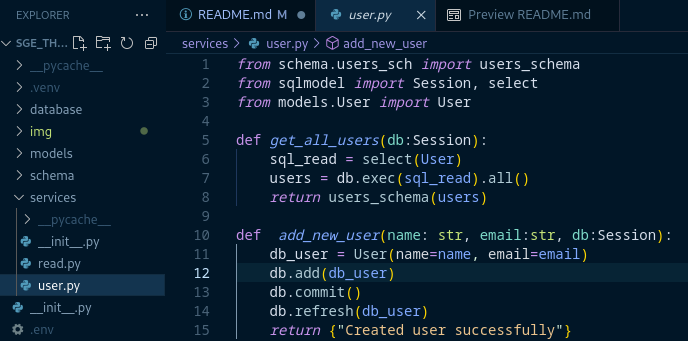 EXPLORER
SGE_TH...
__pycache__
.venv
database
img
models
schema
services
__pycache__
__init__.py
read.py
user.py
__init__.py
.env
README.md M
user.py
Preview README.md
services > user.py > add_new_user
1 from schema.users_sch import users_schema
2 from sqlmodel import Session, select
3 from models.User import User
4
5 def get_all_users(db:Session):
6 sql_read = select(User)
7 users = db.exec(sql_read).all()
8 return users_schema(users)
9
10 def  add_new_user(name: str, email:str, db:Session):
11 db_user = User(name=name, email=email)
12 db.add(db_user)
13 db.commit()
14 db.refresh(db_user)
15 return {"Created user successfully"}